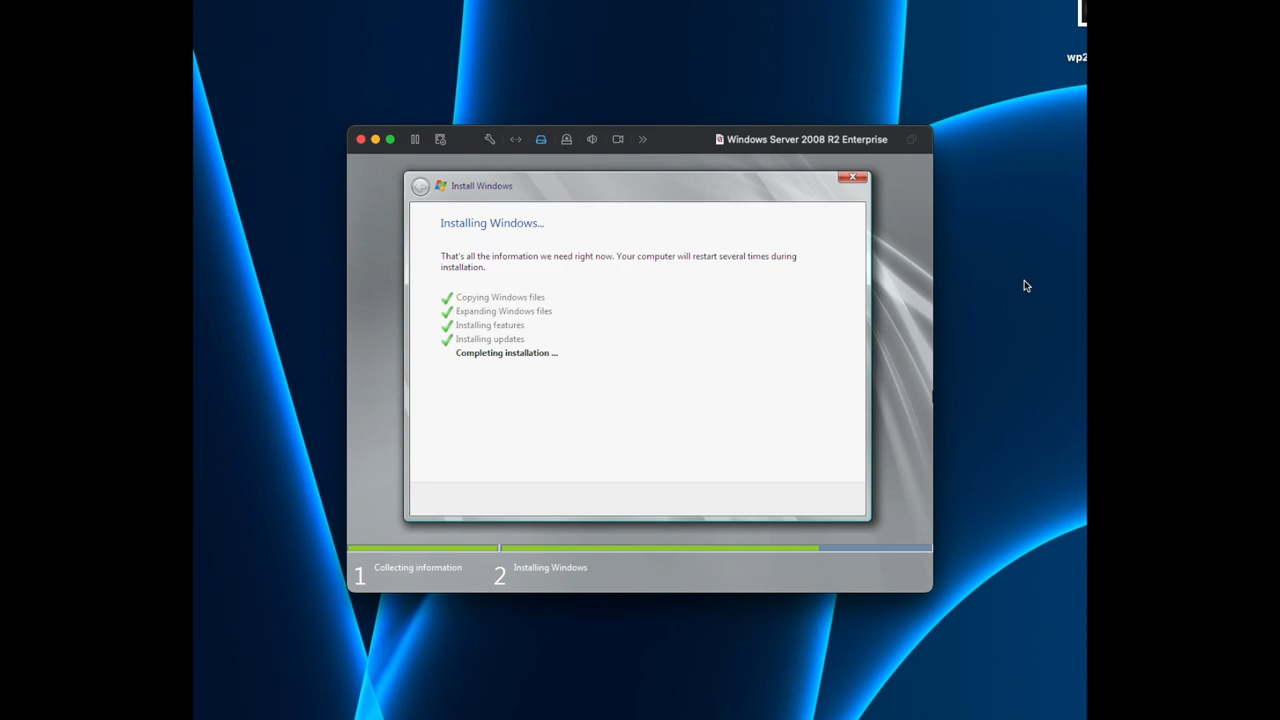 wp2
Windows Server 2008 R2 Enterprise
Install Windows
Installing Windows...
That's all the information we need right now. Your computer will restart several times during
installation.
Copying Windows files
Expanding Windows files
Installing features
Installing updates
Completing installation ...
1 Collecting information
2 Installing Windows